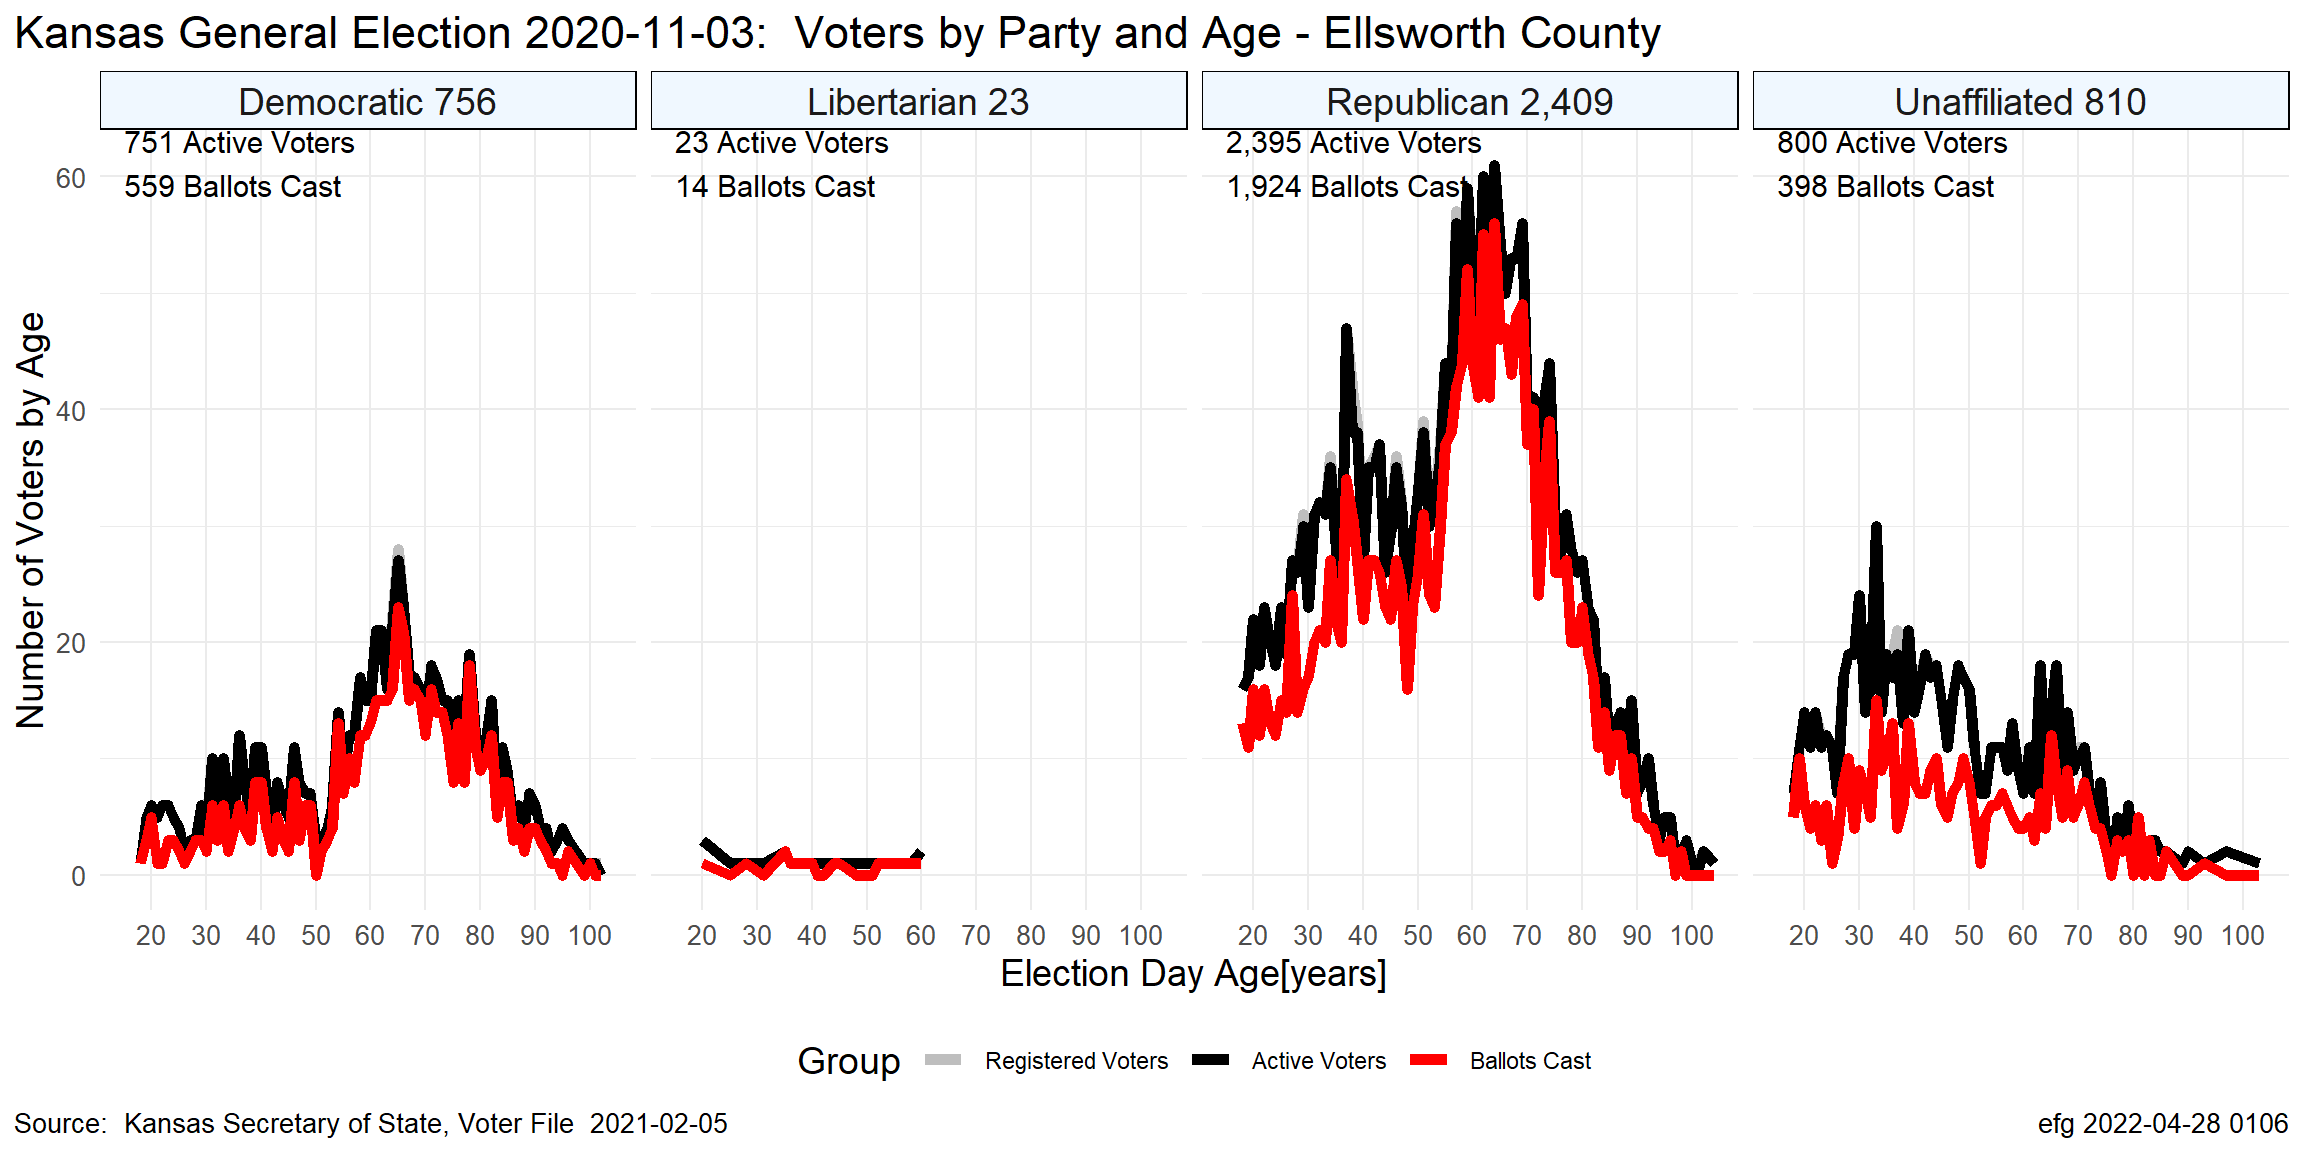 Kansas General Election 2020-11-03:  Voters by Party and Age - Ellsworth County
Democratic 756
Libertarian 23
Republican 2,409
Unaffiliated 810
751 Active Voters
559 Ballots Cast
23 Active Voters
14 Ballots Cast
2,395 Active Voters
1,924 Ballots Cast
800 Active Voters
398 Ballots Cast
Number of Voters by Age
60
40
20
0
20 30 40 50 60 70 80 90 100
20 30 40 50 60 70 80 90 100
20 30 40 50 60 70 80 90 100
20 30 40 50 60 70 80 90 100
Election Day Age[years]
Group Registered Voters Active Voters Ballots Cast
Source:  Kansas Secretary of State, Voter File  2021-02-05
efg 2022-04-28 0106